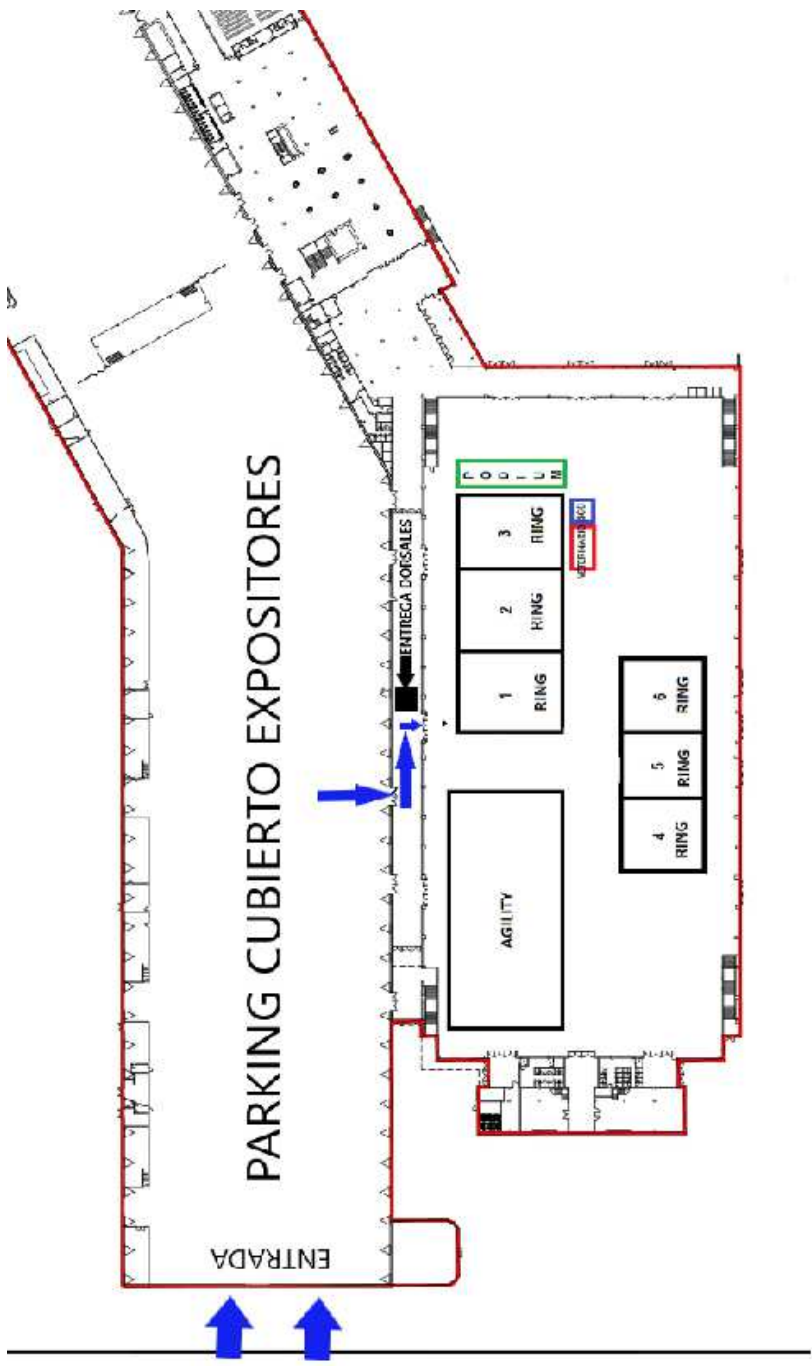 PARKING CUBIERTO EXPOSITORES
ENTRADA
ENTREGA DORSALES
PODIUM
3
RING
2
RING
1
RING
AGILITY
6
RING
5
RING
4
RING